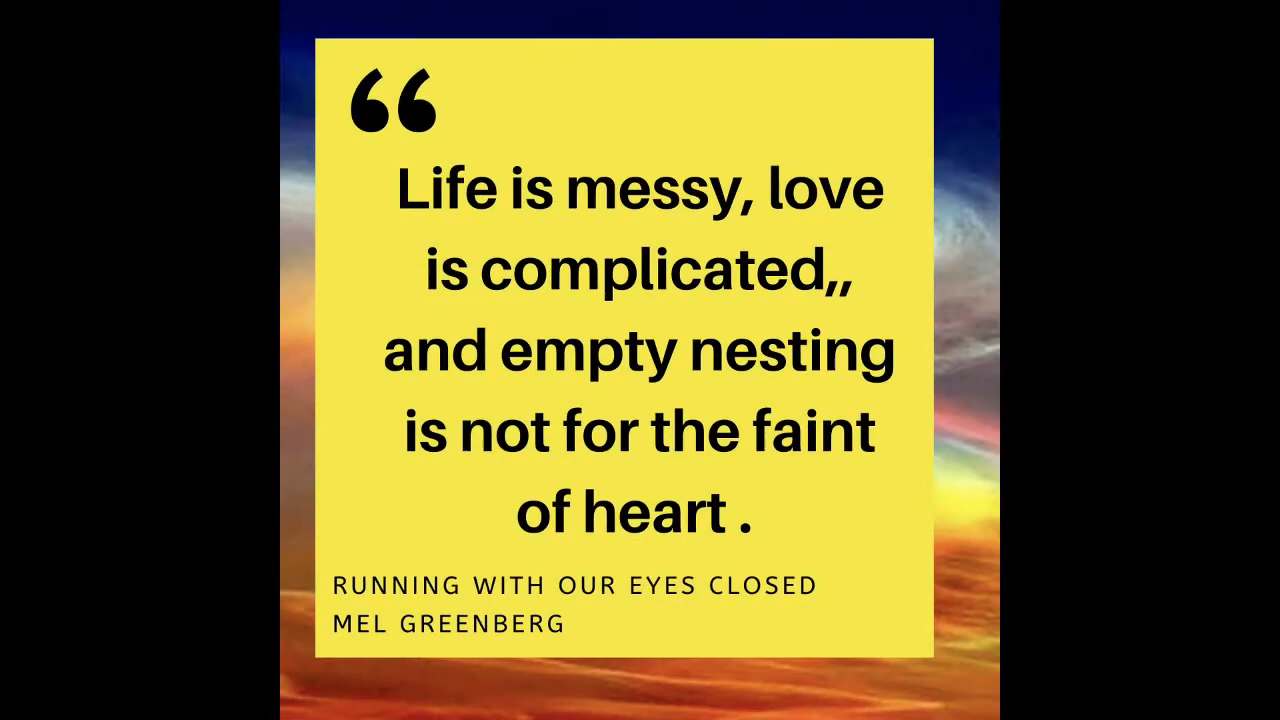 “
Life is messy, love
is complicated,,
and empty nesting
is not for the faint
of heart .
RUNNING WITH OUR EYES CLOSED
MEL GREENBERG